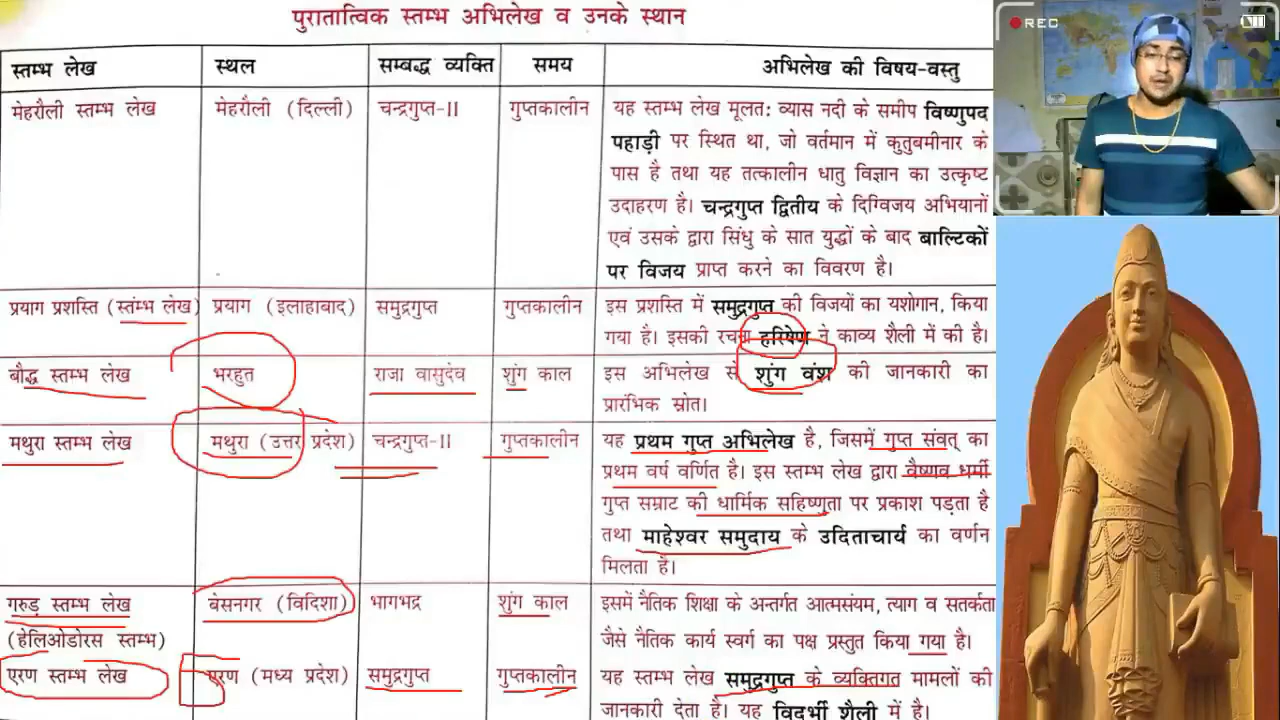 पुरातात्विक स्तम्भ अभिलेख व उनके स्थान
REC
स्तम्भ लेख स्थल सम्बद्ध व्यक्ति समय अभिलेख की विषय-वस्तु
मेहरौली स्तम्भ लेख मेहरौली (दिल्ली) चन्द्रगुप्त-II गुप्तकालीन यह स्तम्भ लेख मूलतः व्यास नदी के समीप विष्णुपद
पहाड़ी पर स्थित था, जो वर्तमान में कुतुबमीनार के
पास है तथा यह तत्कालीन धातु विज्ञान का उत्कृष्ट
उदाहरण है। चन्द्रगुप्त द्वितीय के दिग्विजय अभियानों
एवं उसके द्वारा सिंधु के सात युद्धों के बाद बाल्टिकों
पर विजय प्राप्त करने का विवरण है।
प्रयाग प्रशस्ति (स्तंम्भ लेख) प्रयाग (इलाहाबाद) समुद्रगुप्त गुप्तकालीन इस प्रशस्ति में समुद्रगुप्त की विजयों का यशोगान, किया
गया है। इसकी रचना हरिषेण ने काव्य शैली में की है।
बौद्ध स्तम्भ लेख भरहुत राजा वासुदेव शुंग काल इस अभिलेख से शुंग वंश की जानकारी का
प्रारंभिक स्रोत।
मथुरा स्तम्भ लेख मथुरा (उत्तर प्रदेश) चन्द्रगुप्त-II गुप्तकालीन यह प्रथम गुप्त अभिलेख है, जिसमें गुप्त संवत् का
प्रथम वर्ष वर्णित है। इस स्तम्भ लेख द्वारा वैष्णव धर्मी
गुप्त सम्राट की धार्मिक सहिष्णुता पर प्रकाश पड़ता है
तथा माहेश्वर समुदाय के उदिताचार्य का वर्णन
मिलता है।
गरुड़ स्तम्भ लेख बेसनगर (विदिशा) भागभद्र शुंग काल इसमें नैतिक शिक्षा के अन्तर्गत आत्मसंयम, त्याग व सतर्कता
(हेलिओडोरस स्तम्भ) जैसे नैतिक कार्य स्वर्ग का पक्ष प्रस्तुत किया गया है।
एरण स्तम्भ लेख एरण (मध्य प्रदेश) समुद्रगुप्त गुप्तकालीन यह स्तम्भ लेख समुद्रगुप्त के व्यक्तिगत मामलों की
जानकारी देता है। यह विदर्भी शैली में है।